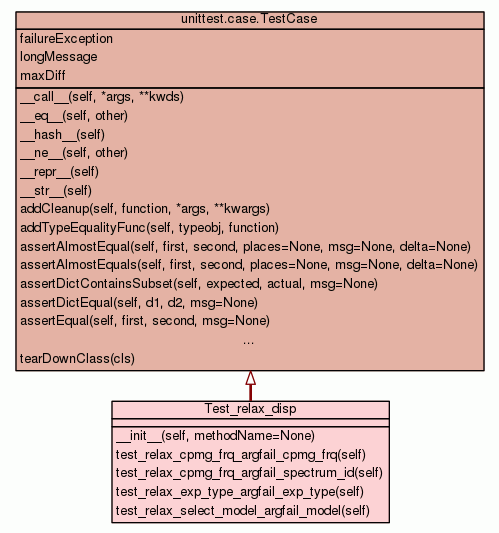 unittest.case.TestCase
failureException
longMessage
maxDiff
__call__(self, *args, **kwds)
__eq__(self, other)
__hash__(self)
__ne__(self, other)
__repr__(self)
__str__(self)
addCleanup(self, function, *args, **kwargs)
addTypeEqualityFunc(self, typeobj, function)
assertAlmostEqual(self, first, second, places=None, msg=None, delta=None)
assertAlmostEquals(self, first, second, places=None, msg=None, delta=None)
assertDictContainsSubset(self, expected, actual, msg=None)
assertDictEqual(self, d1, d2, msg=None)
assertEqual(self, first, second, msg=None)
...
tearDownClass(cls)
Test_relax_disp
__init__(self, methodName=None)
test_relax_cpmg_frq_argfail_cpmg_frq(self)
test_relax_cpmg_frq_argfail_spectrum_id(self)
test_relax_exp_type_argfail_exp_type(self)
test_relax_select_model_argfail_model(self)